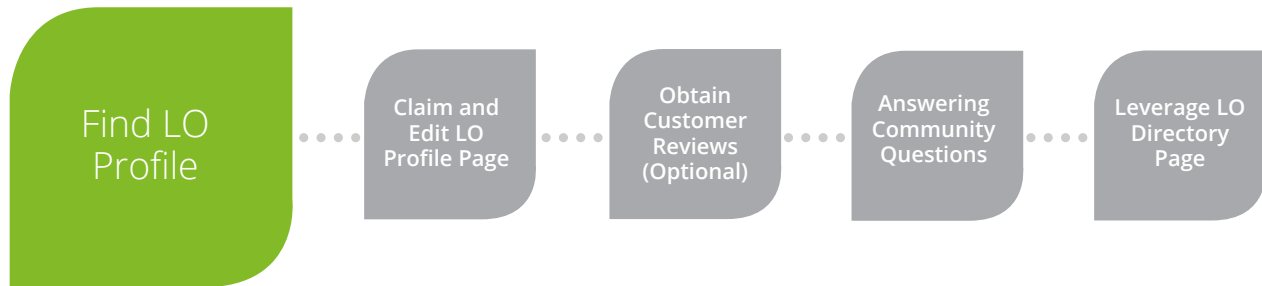 Find LO
Profile
Claim and
Edit LO
Profile Page
Obtain
Customer
Reviews
(Optional)
Answering
Community
Questions
Leverage LO
Directory
Page